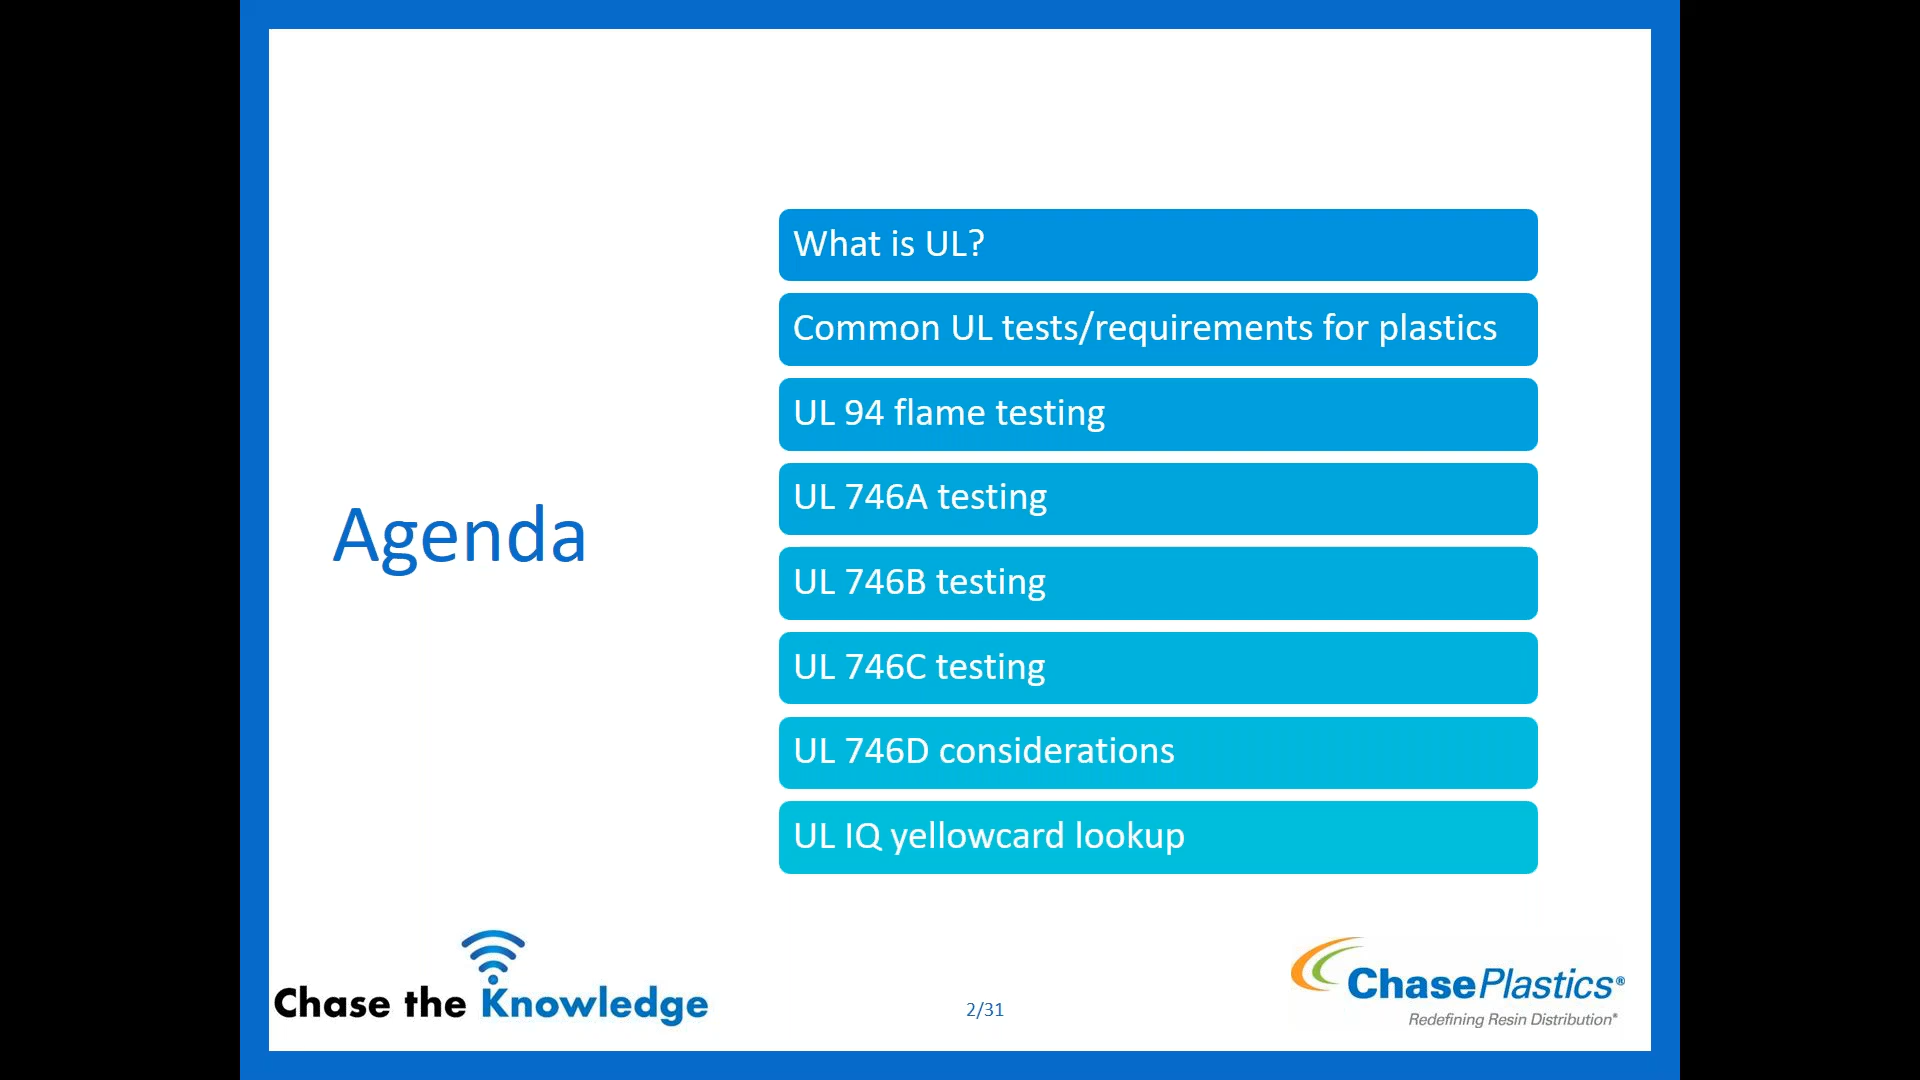 Agenda
What is UL?
Common UL tests/requirements for plastics
UL 94 flame testing
UL 746A testing
UL 746B testing
UL 746C testing
UL 746D considerations
UL IQ yellowcard lookup
Chase the Knowledge
2/31
ChasePlastics®
Redefining Resin Distribution®